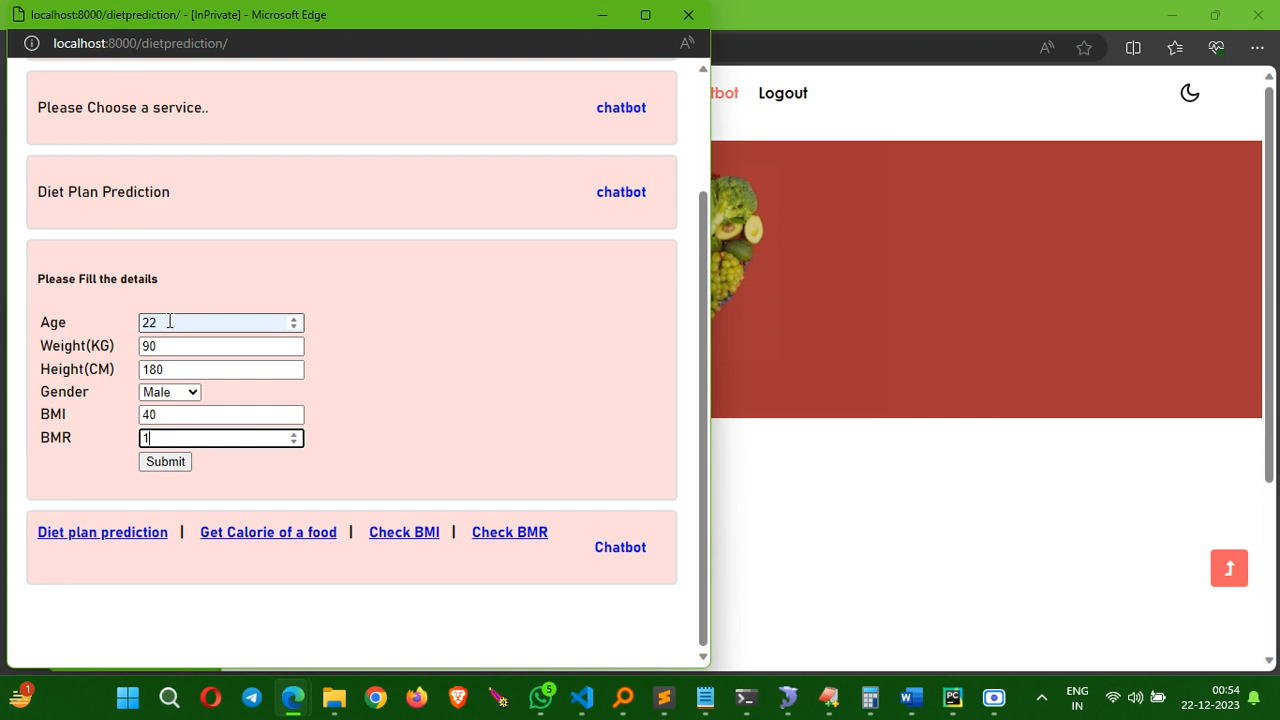 localhost:8000/dietprediction/ - [InPrivate] - Microsoft Edge
localhost:8000/dietprediction/
tbot Logout
Please Choose a service.. chatbot
Diet Plan Prediction chatbot
Please Fill the details
Age 22
Weight(KG) 90
Height(CM) 180
Gender Male
BMI 40
BMR 1
Submit
Diet plan prediction | Get Calorie of a food | Check BMI | Check BMR
Chatbot
1
5
PC
ENG
IN
00:54
22-12-2023